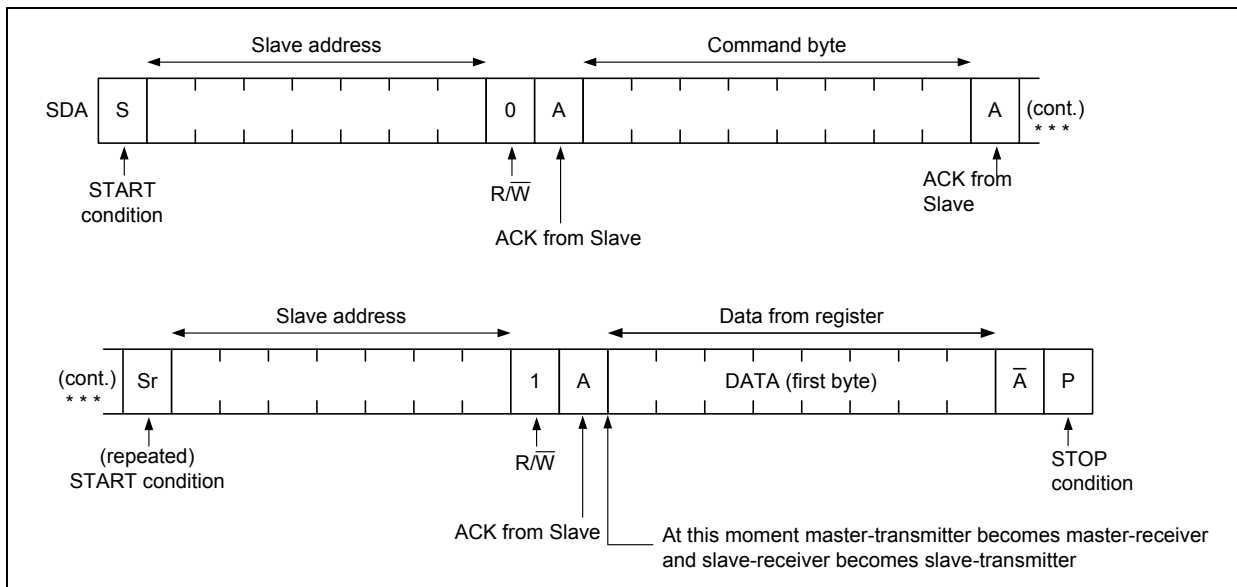 Slave address
Command byte
SDA
S
0
A
A
(cont.)
* * *
START
condition
R/W̅
ACK from Slave
ACK from
Slave
Slave address
Data from register
(cont.)
* * *
Sr
1
A
DATA (first byte)
A̅
P
(repeated)
START condition
R/W̅
STOP
condition
ACK from Slave
At this moment master-transmitter becomes master-receiver
and slave-receiver becomes slave-transmitter